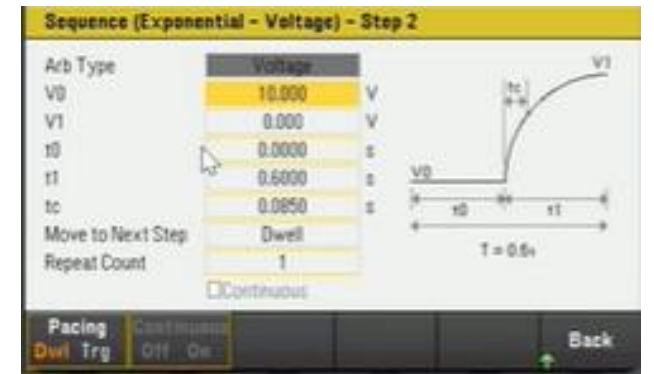 Sequence (Exponential - Voltage) - Step 2
Arb Type Voltage
V0 10.000 V
V1 0.000 V
t0 0.0000 s
t1 0.6000 s
tc 0.0850 s
Move to Next Step Dwell
Repeat Count 1
Continuous
V1
tc
V0
t0 t1
T = 0.6s
Pacing
Dwl Trg
Continuous
Off On
Back